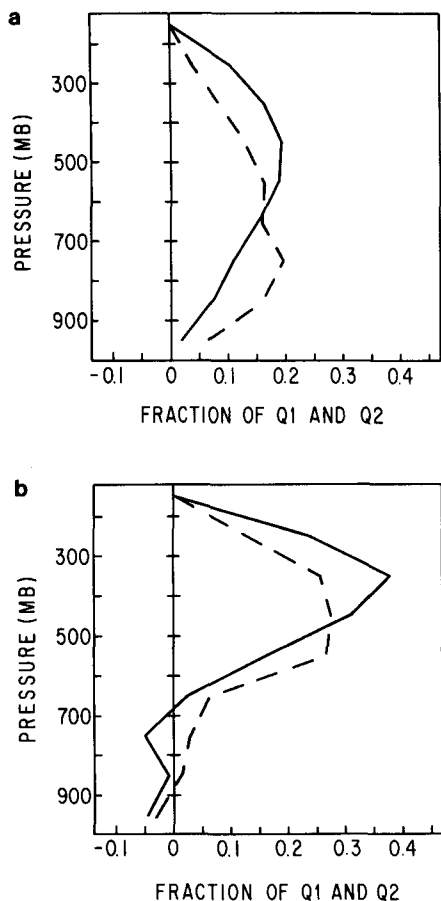 a
300
500
700
900
PRESSURE (MB)
-0.1 0 0.1 0.2 0.3 0.4
FRACTION OF Q1 AND Q2
b
300
500
700
900
PRESSURE (MB)
-0.1 0 0.1 0.2 0.3 0.4
FRACTION OF Q1 AND Q2